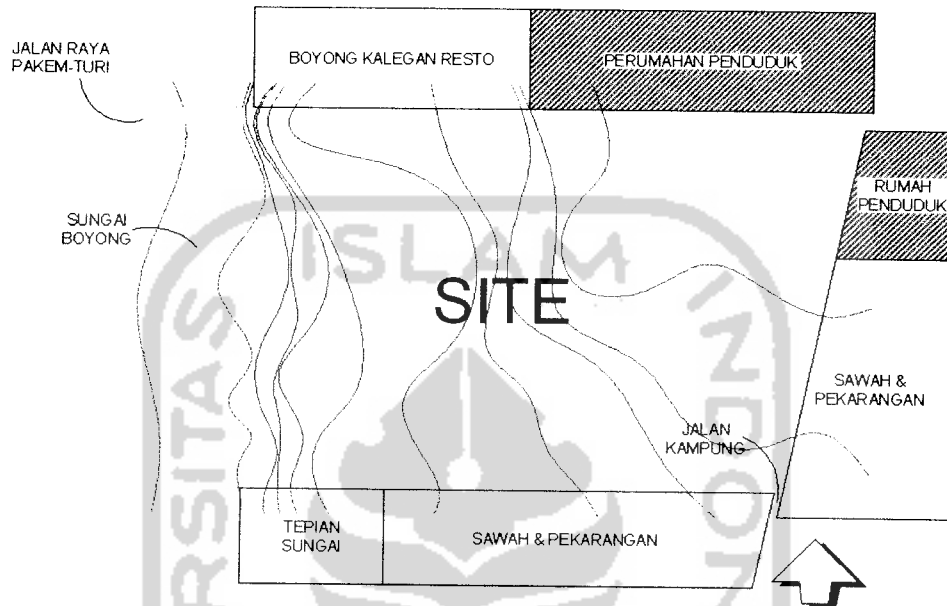 JALAN RAYA
PAKEM-TURI
BOYONG KALEGAN RESTO
PERUMAHAN PENDUDUK
RUMAH
PENDUDUK
SUNGAI
BOYONG
ISLAM
SITE
SAWAH &
PEKARANGAN
JALAN
KAMPUNG
TEPIAN
SUNGAI
SAWAH & PEKARANGAN